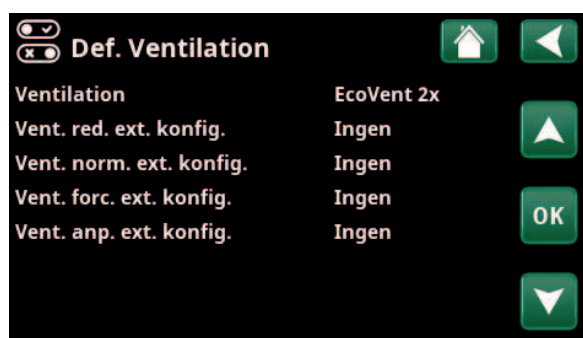 Def. Ventilation
Ventilation EcoVent 2x
Vent. red. ext. konfig. Ingen
Vent. norm. ext. konfig. Ingen
Vent. forc. ext. konfig. Ingen
Vent. anp. ext. konfig. Ingen
OK